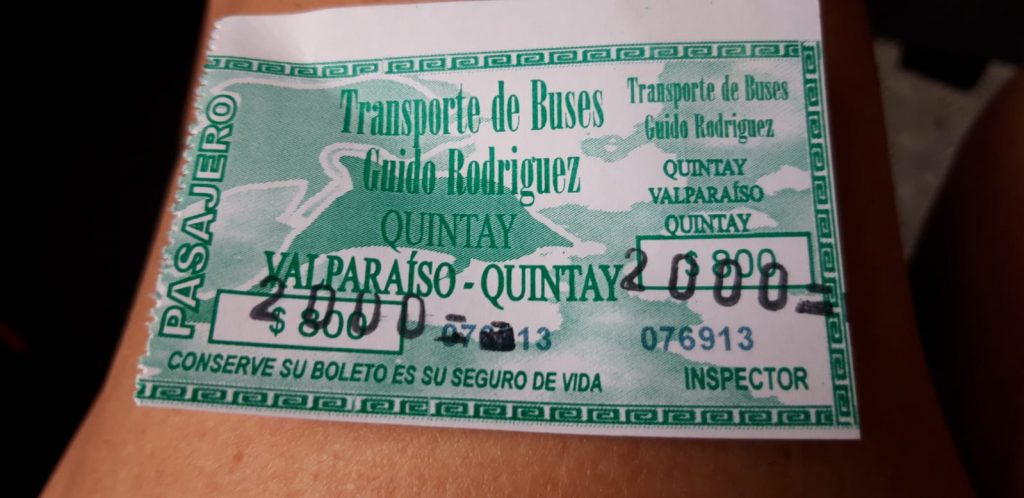 PASAJERO
Transporte de Buses
Guido Rodriguez
QUINTAY
VALPARAÍSO - QUINTAY
$ 800
2000=
076913
CONSERVE SU BOLETO ES SU SEGURO DE VIDA
Transporte de Buses
Guido Rodriguez
QUINTAY
VALPARAÍSO
QUINTAY
$ 800
2000=
076913
INSPECTOR